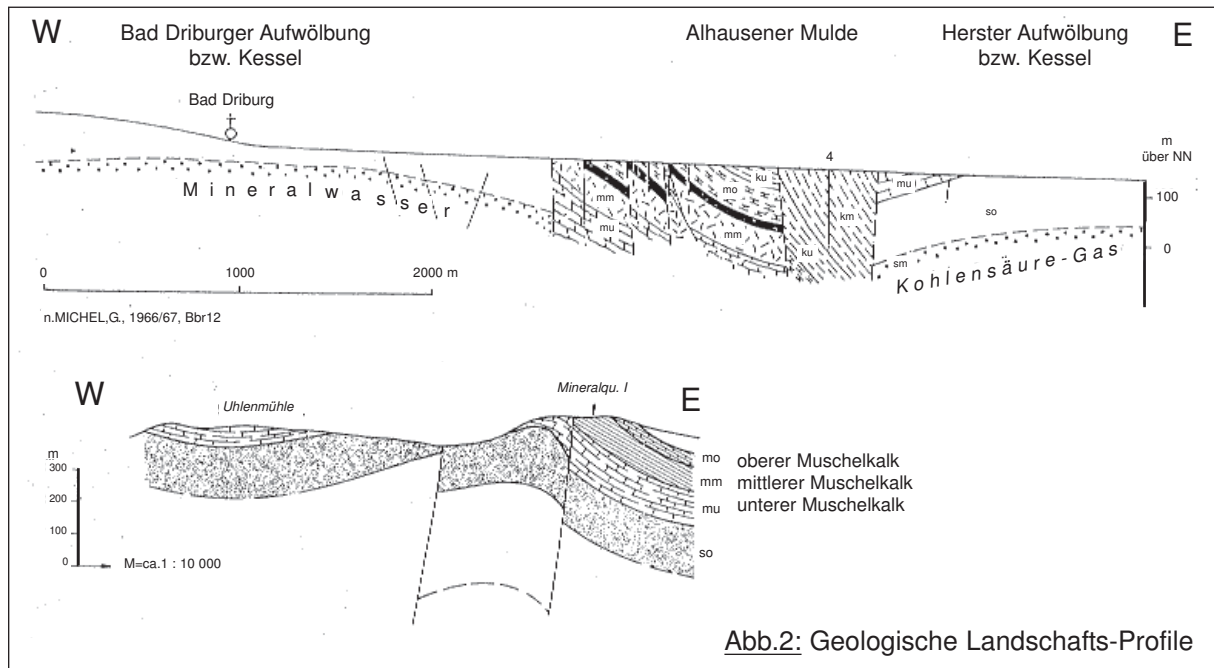 W
Bad Driburger Aufwölbung
bzw. Kessel
Alhausener Mulde
Herster Aufwölbung
bzw. Kessel
E
Bad Driburg
4
m
über NN
ku
mo
mu
100
mm
km
so
Mineralwasser
mu
mm
0
ku
sm
Kohlensäure-Gas
0 1000 2000 m
n.MICHEL,G., 1966/67, Bbr12
W
Mineralqu. I
E
Uhlenmühle
m
300
200
100
0
M=ca.1 : 10 000
mo oberer Muschelkalk
mm mittlerer Muschelkalk
mu unterer Muschelkalk
so
Abb.2: Geologische Landschafts-Profile